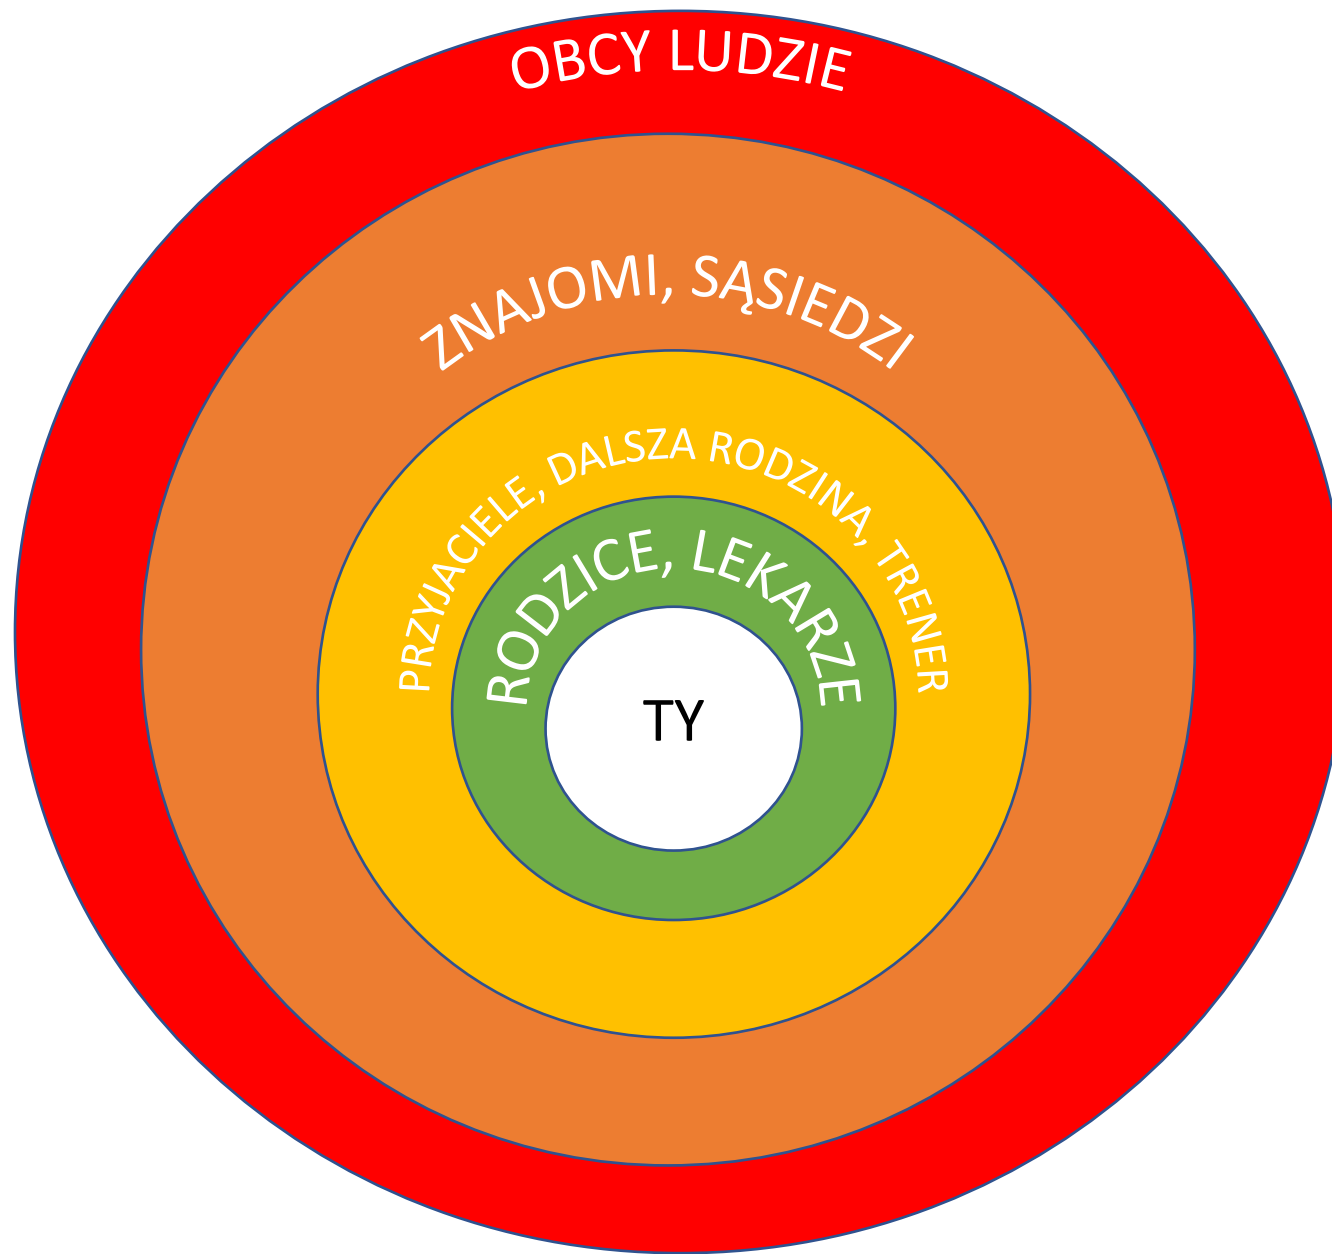 OBCY LUDZIE
ZNAJOMI, SĄSIEDZI
PRZYJACIELE, DALSZA RODZINA, TRENER
RODZICE, LEKARZE
TY